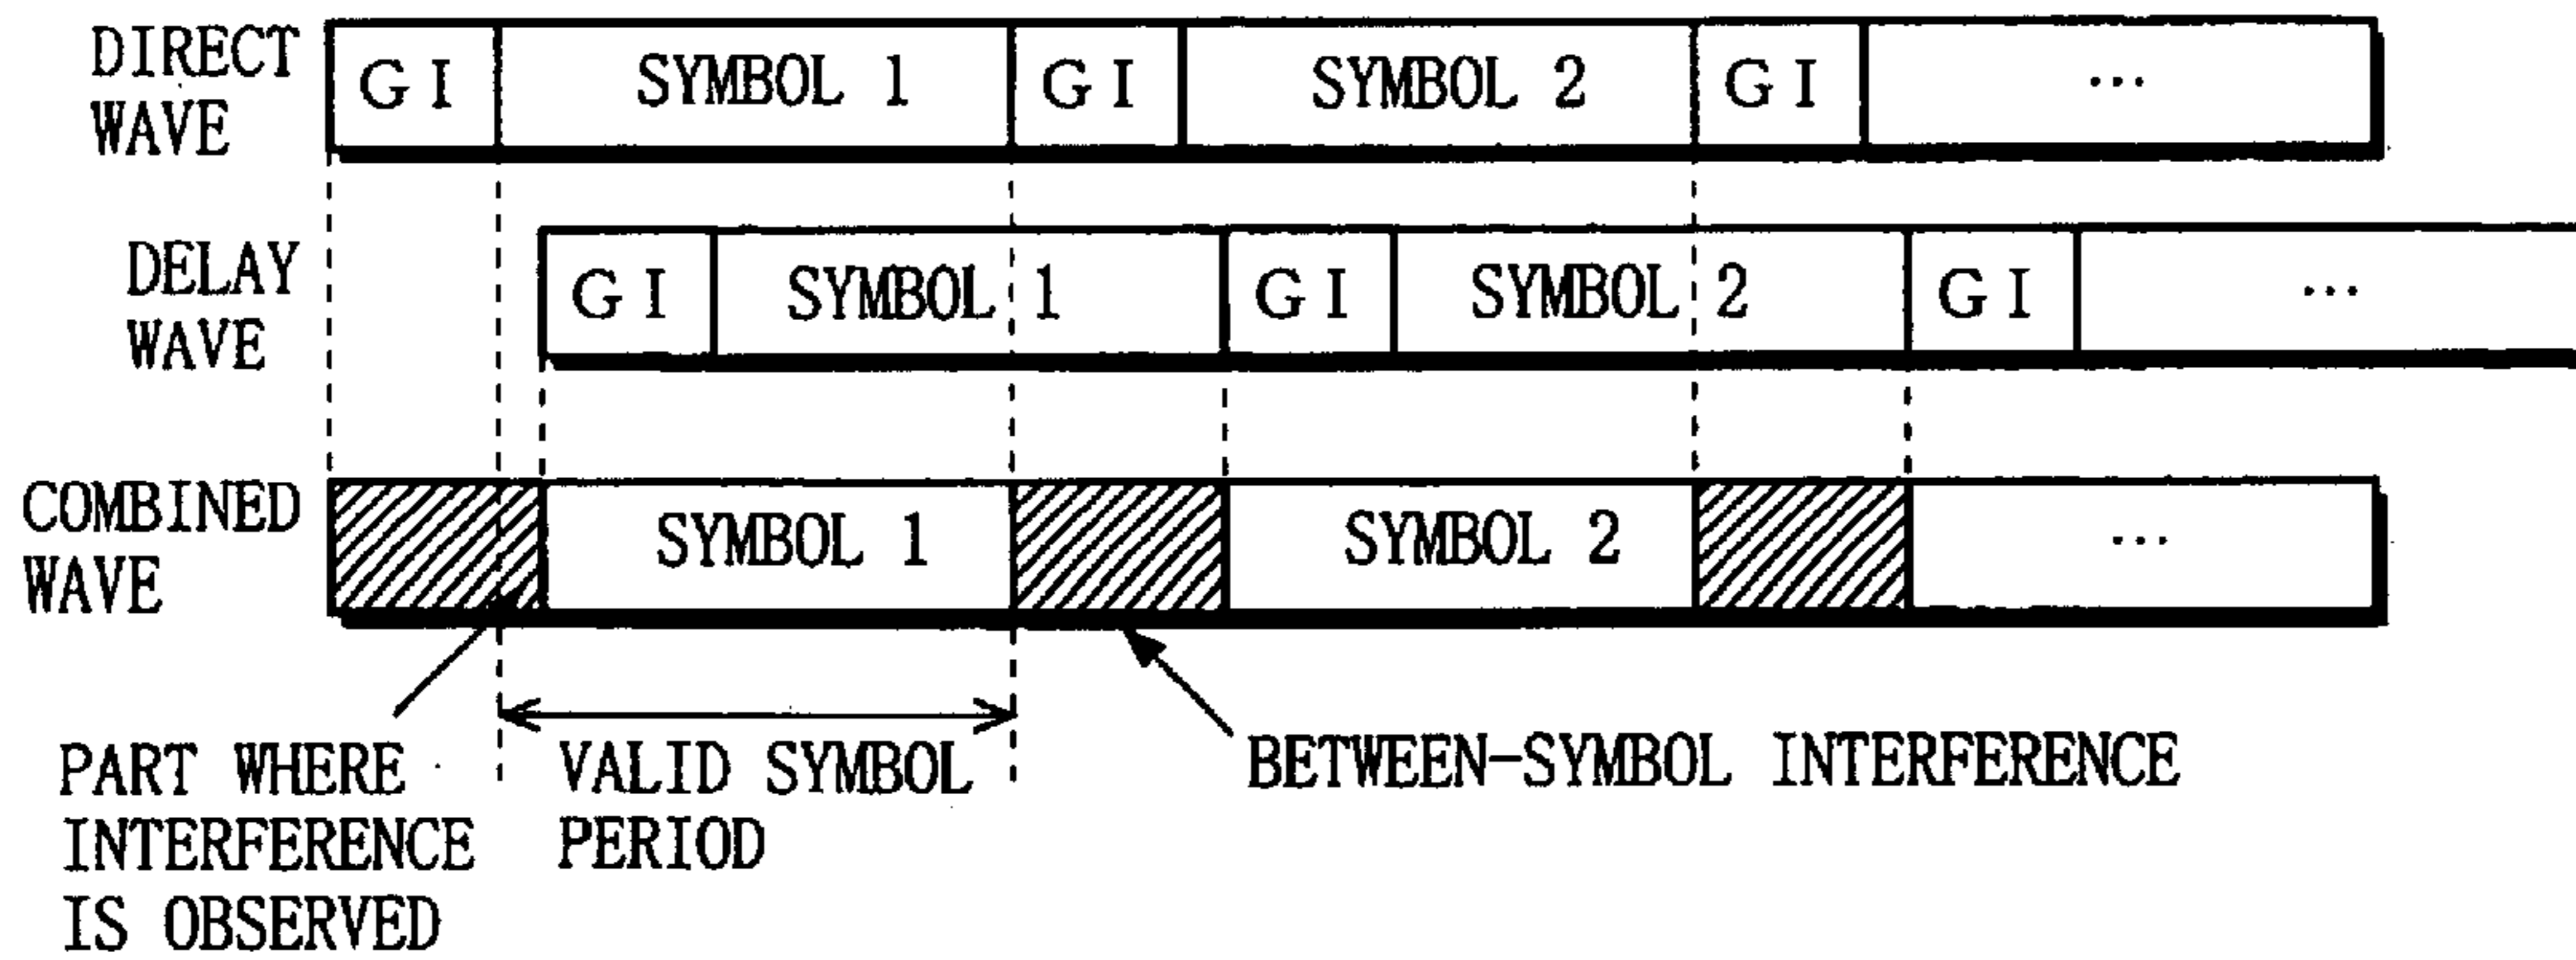 DIRECT
WAVE
GI SYMBOL 1 GI SYMBOL 2 GI ...
DELAY
WAVE
GI SYMBOL 1 GI SYMBOL 2 GI ...
COMBINED
WAVE
SYMBOL 1 SYMBOL 2 ...
PART WHERE
INTERFERENCE
IS OBSERVED
VALID SYMBOL
PERIOD
BETWEEN-SYMBOL INTERFERENCE